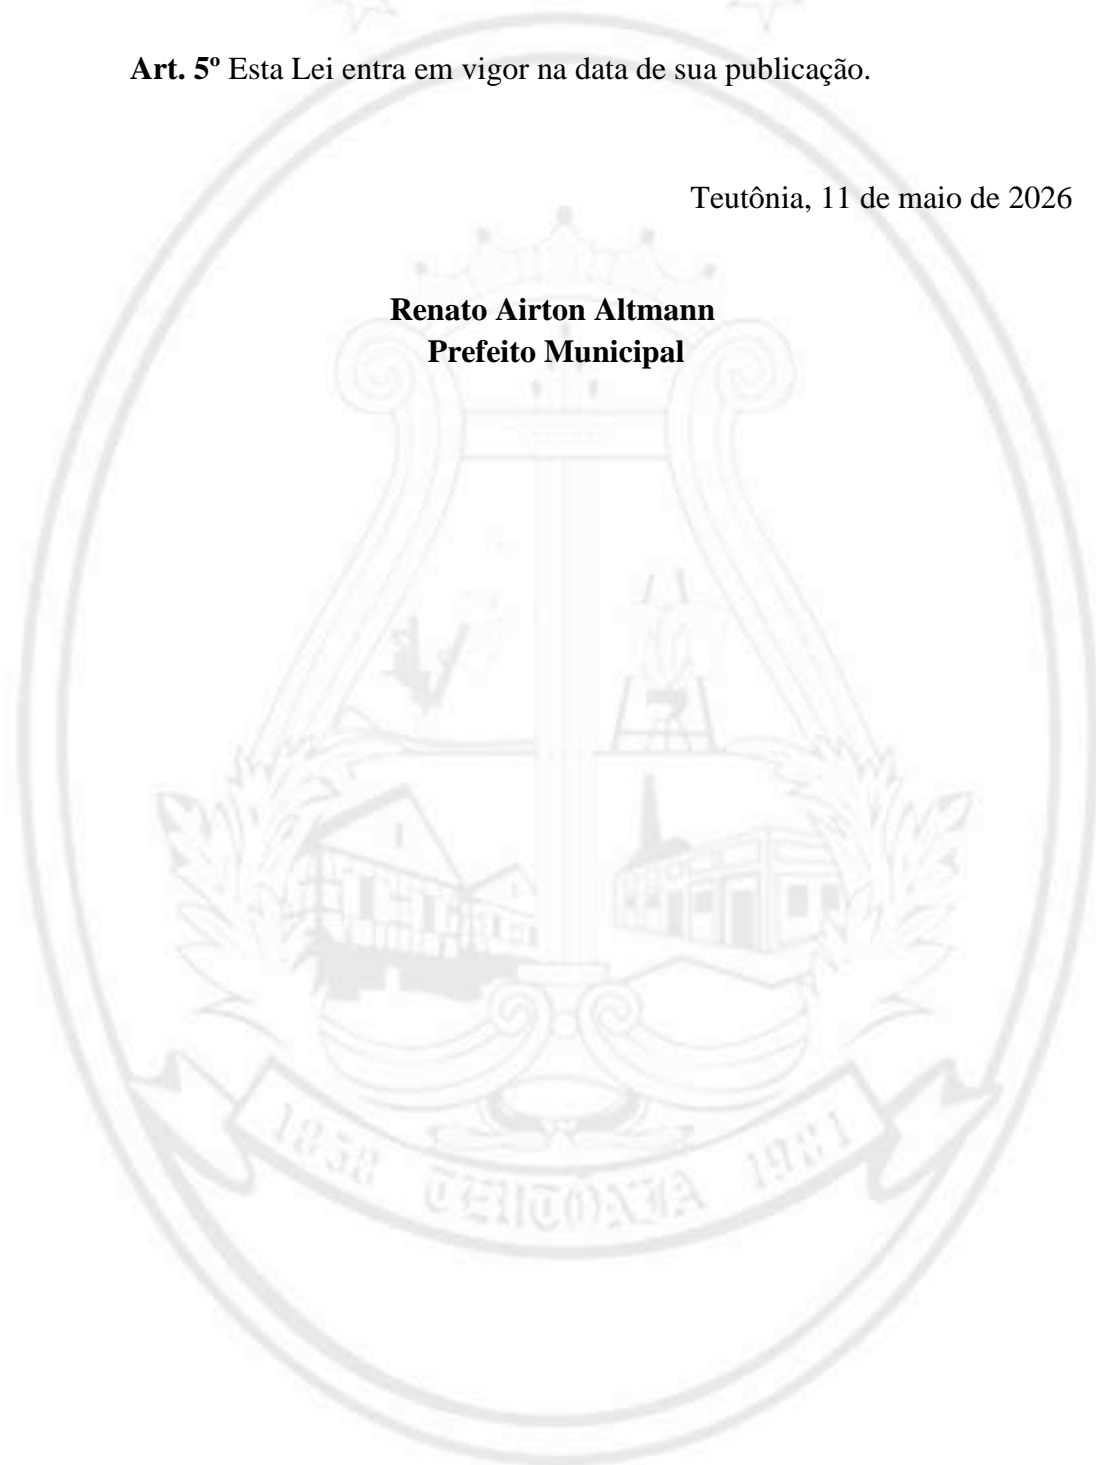 Art. 5º Esta Lei entra em vigor na data de sua publicação.
Teutônia, 11 de maio de 2026
Renato Airton Altmann
Prefeito Municipal
1858 TEUTÔNIA 1981